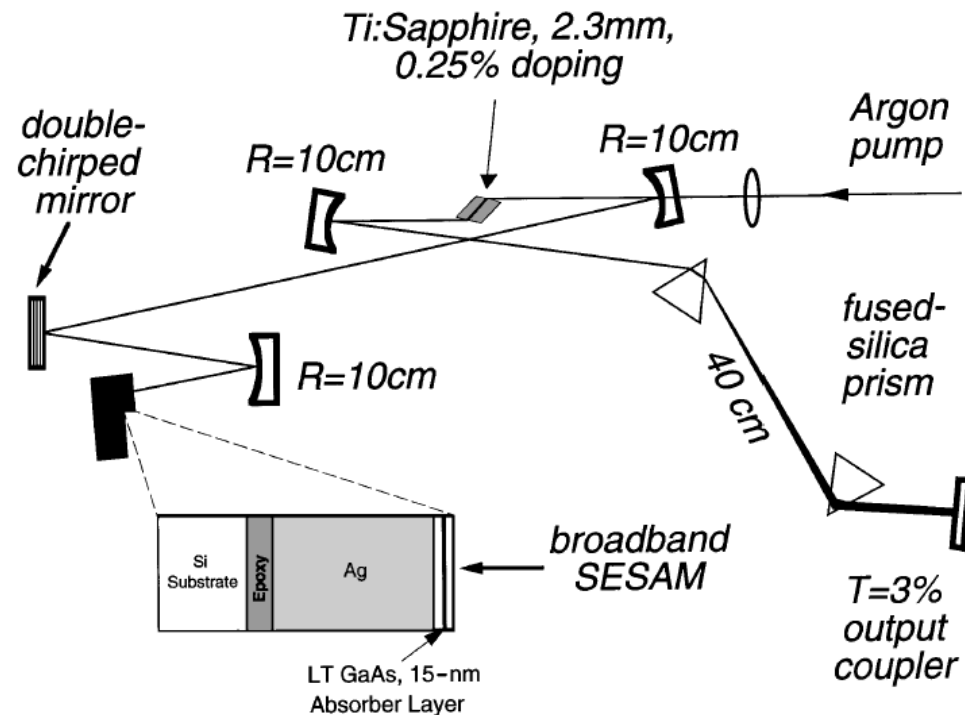 Ti:Sapphire, 2.3mm,
0.25% doping
double-
chirped
mirror
R=10cm
R=10cm
Argon
pump
R=10cm
40 cm
fused-
silica
prism
Si
Substrate
Epoxy
Ag
broadband
SESAM
T=3%
output
coupler
LT GaAs, 15-nm
Absorber Layer